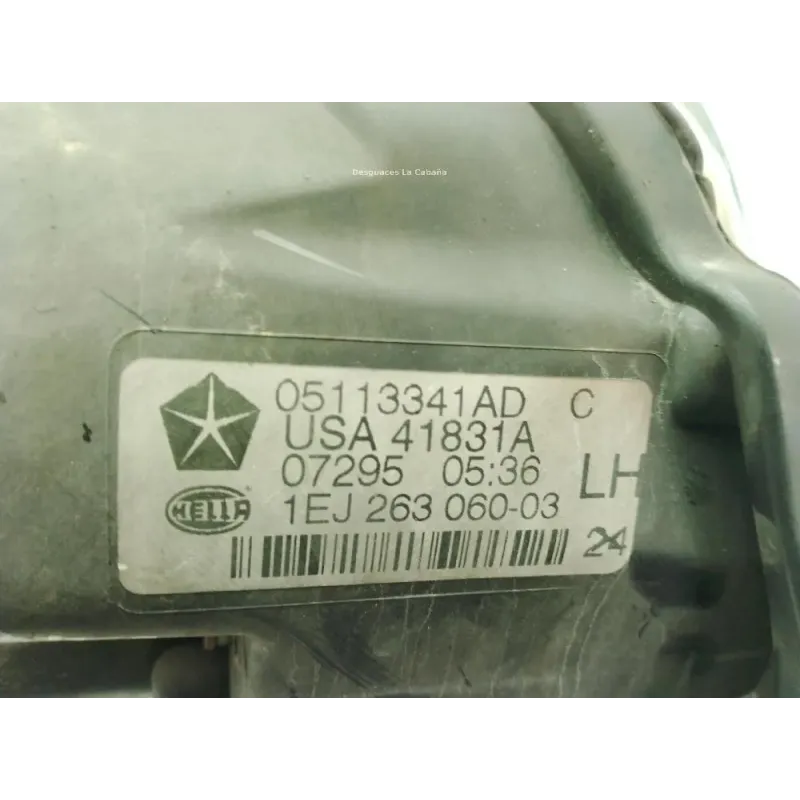 Desguaces La Cabaña
05113341AD C
USA 41831A
07295 05:36
LH
HELLA
1EJ 263 060-03
24